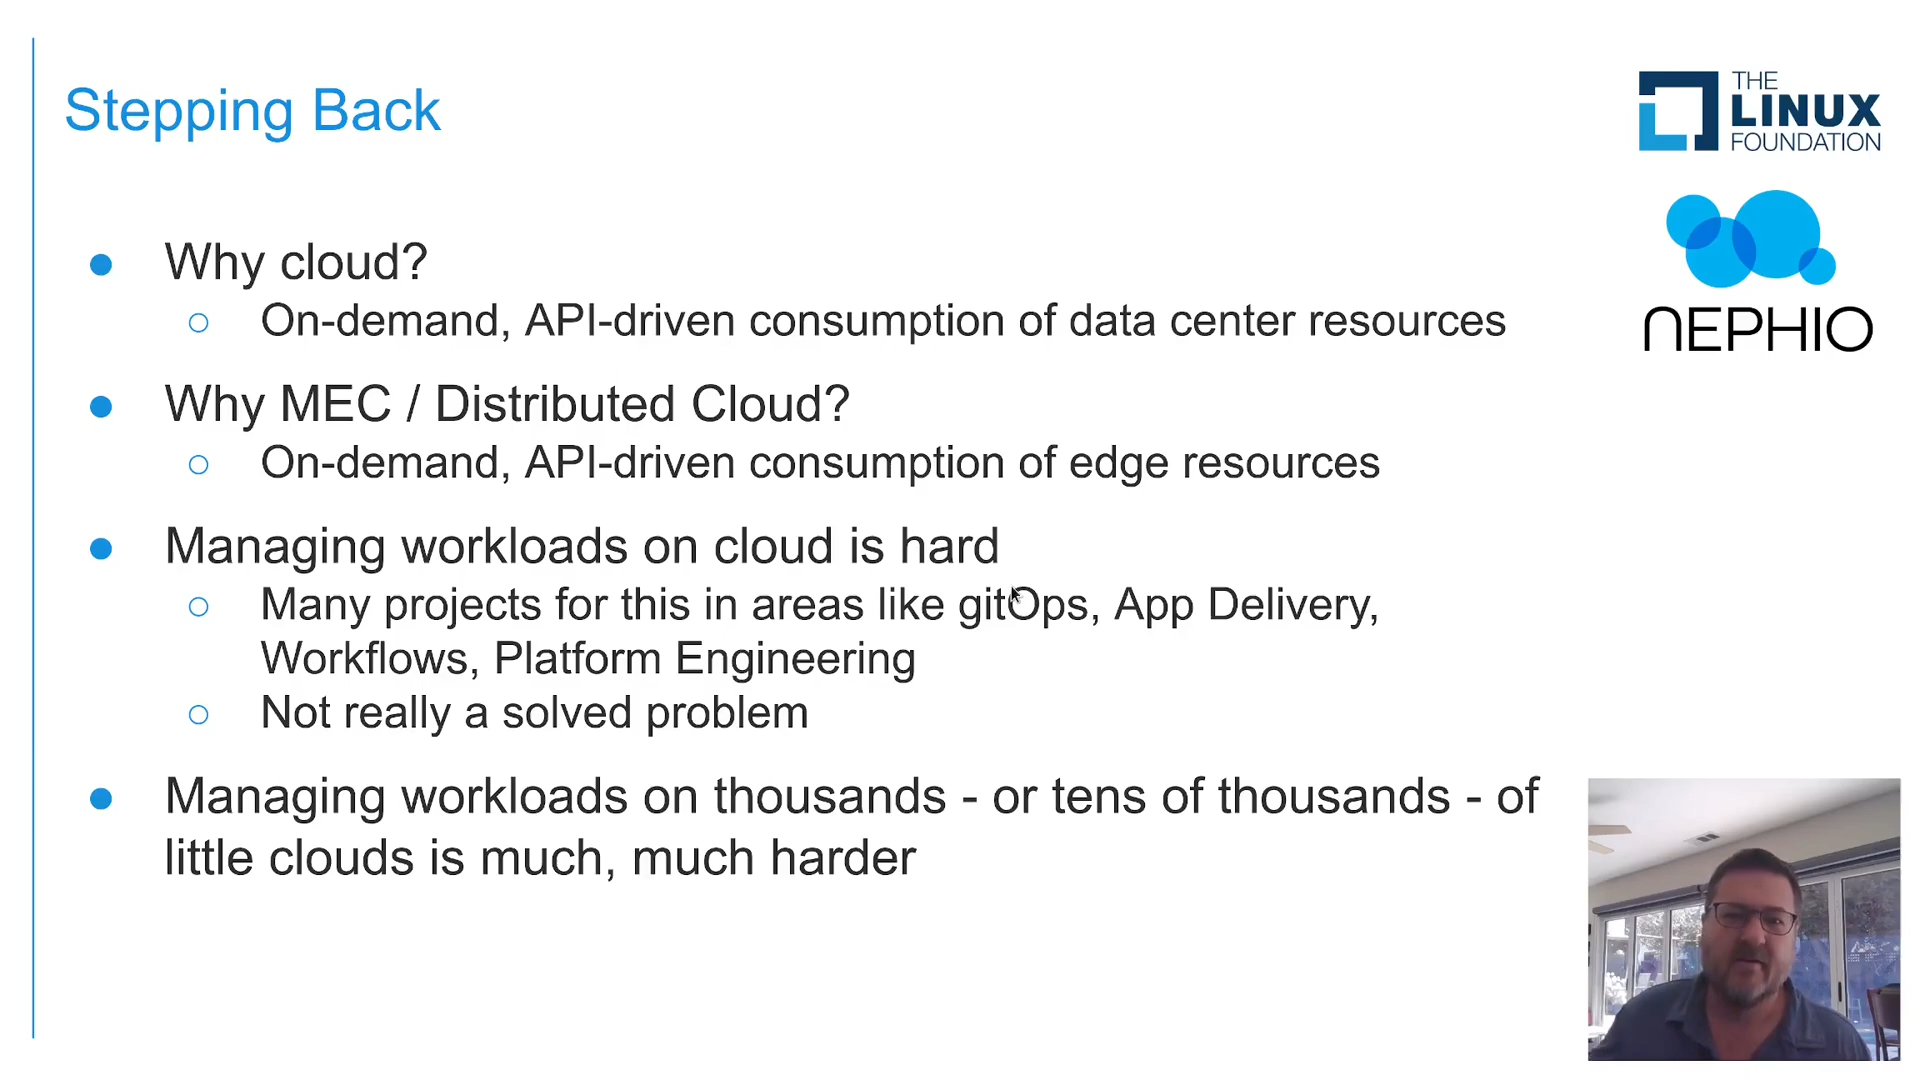 Stepping Back
THE
LINUX
FOUNDATION
NEPHIO
Why cloud?
On-demand, API-driven consumption of data center resources
Why MEC / Distributed Cloud?
On-demand, API-driven consumption of edge resources
Managing workloads on cloud is hard
Many projects for this in areas like gitOps, App Delivery,
Workflows, Platform Engineering
Not really a solved problem
Managing workloads on thousands - or tens of thousands - of
little clouds is much, much harder